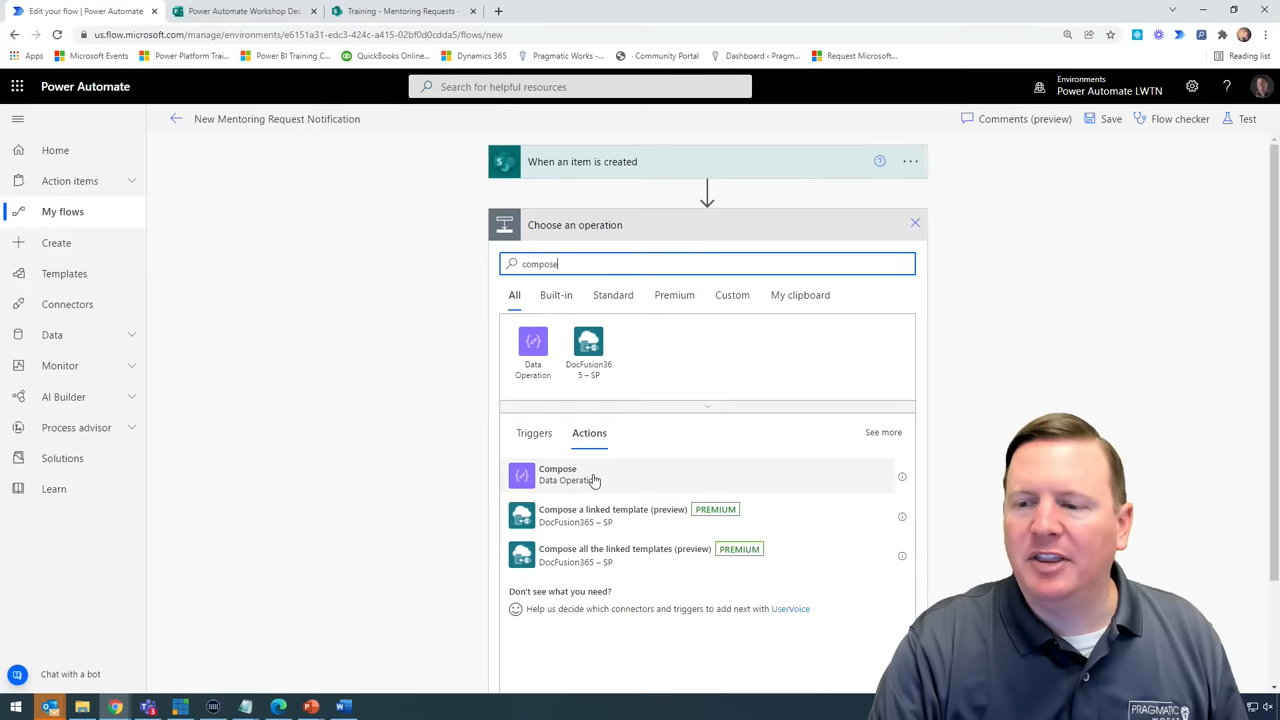 Edit your flow | Power Automate
Power Automate Workshop Dec
Training - Mentoring Requests -
us.flow.microsoft.com/manage/environments/e6151a31-edc3-424c-a415-02bf0d0cdda5/flows/new
Apps
Microsoft Events
Power Platform Trai...
Power BI Training C...
QuickBooks Online...
Dynamics 365
Pragmatic Works -...
· Community Portal
Dashboard ‹ Pragm...
Request Microsoft...
Reading list
Power Automate
Search for helpful resources
Environments
Power Automate LWTN
New Mentoring Request Notification
Comments (preview)
Save
Flow checker
Test
Home
Action items
My flows
Create
Templates
Connectors
Data
Monitor
AI Builder
Process advisor
Solutions
Learn
Chat with a bot
When an item is created
Choose an operation
compose
All
Built-in
Standard
Premium
Custom
My clipboard
Data
Operation
DocFusion36
5 – SP
Triggers
Actions
See more
Compose
Data Operation
Compose a linked template (preview) PREMIUM
DocFusion365 – SP
Compose all the linked templates (preview) PREMIUM
DocFusion365 – SP
Don't see what you need?
Help us decide which connectors and triggers to add next with UserVoice
PRAGMATIC
WORKS